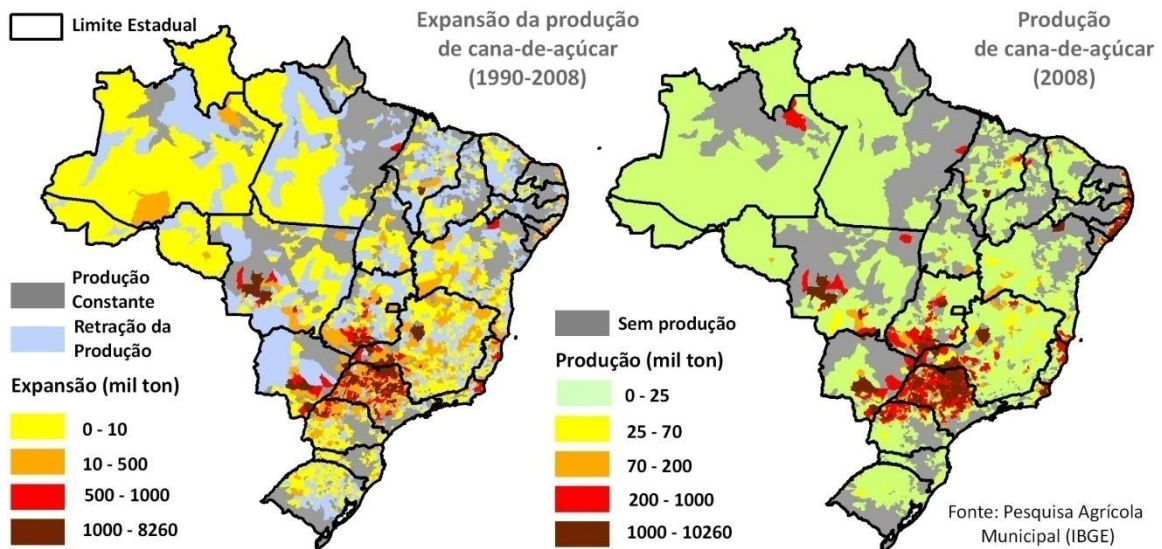 Limite Estadual
Expansão da produção
de cana-de-açúcar
(1990-2008)
Produção
Constante
Retração da
Produção
Expansão (mil ton)
0 - 10
10 - 500
500 - 1000
1000 - 8260
Produção
de cana-de-açúcar
(2008)
Sem produção
Produção (mil ton)
0 - 25
25 - 70
70 - 200
200 - 1000
1000 - 10260
Fonte: Pesquisa Agrícola
Municipal (IBGE)